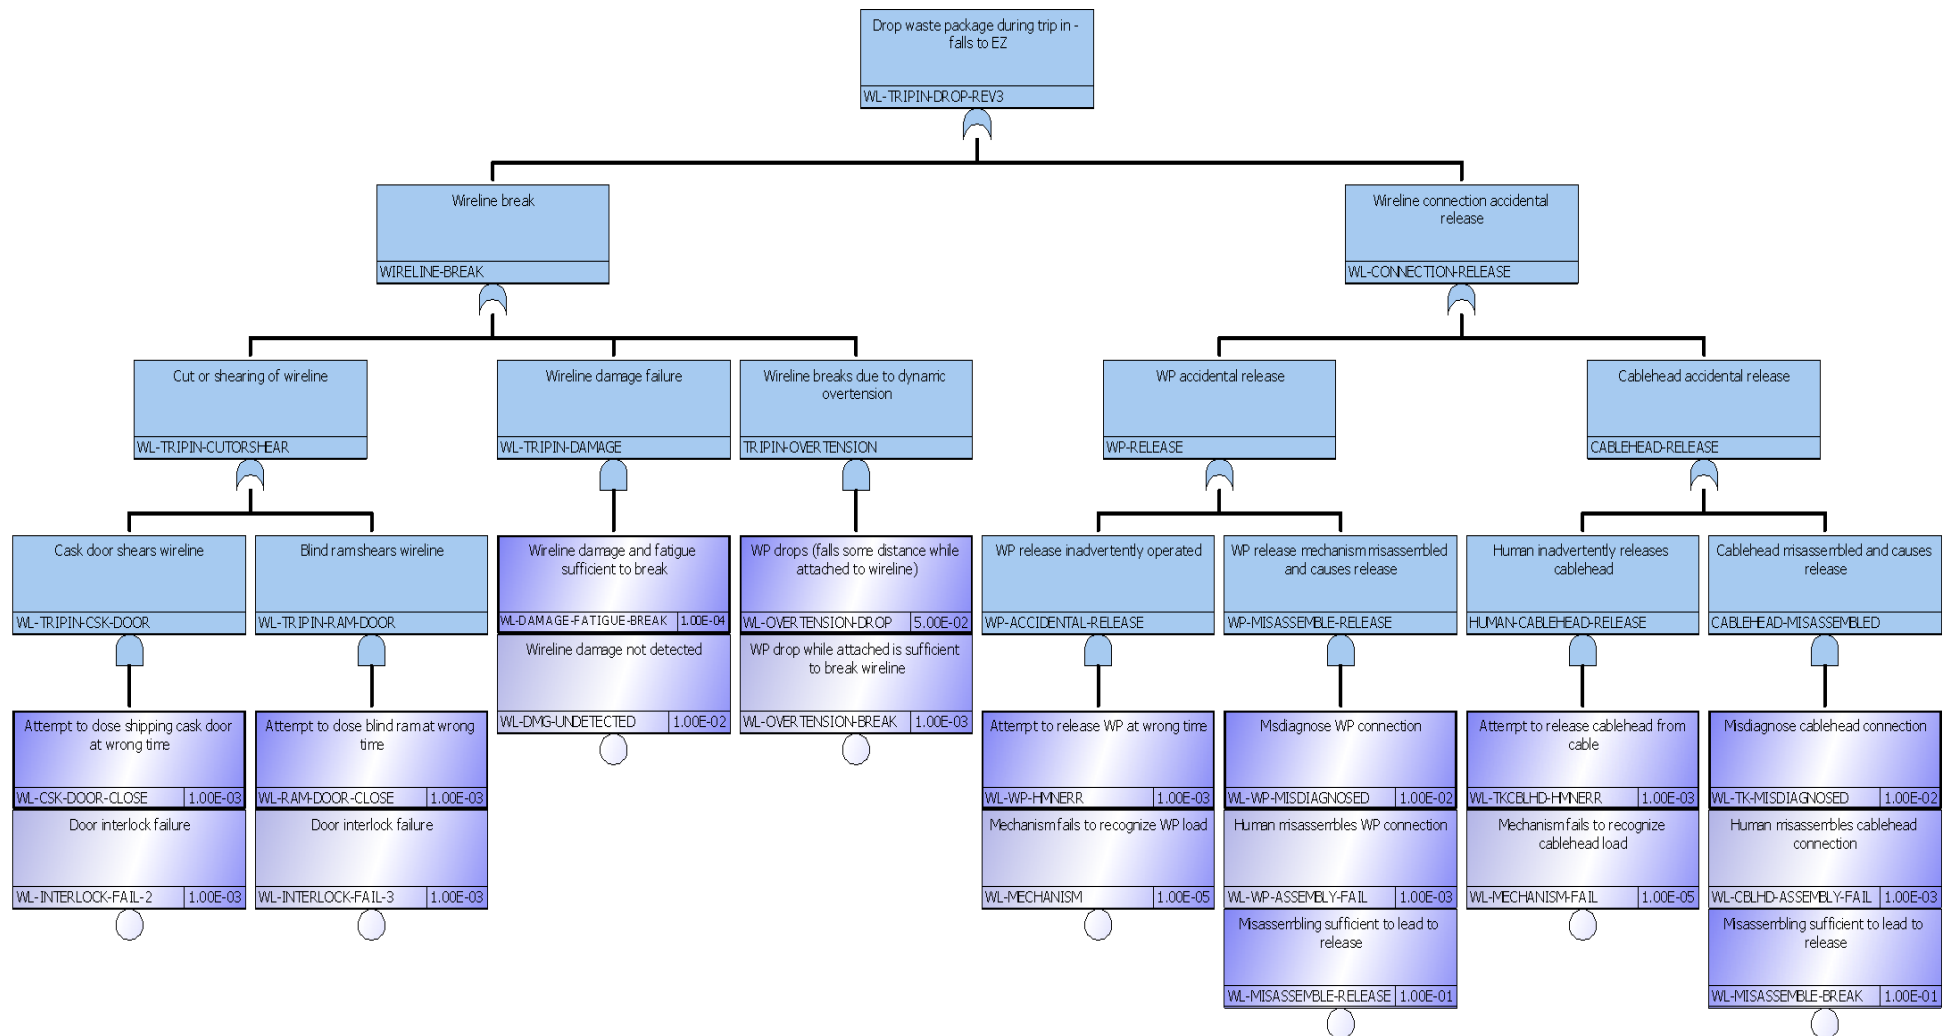 Drop waste package during trip in -
falls to EZ
WL-TRIPIN-DROP-REV3
Wireline break
WIRELINE-BREAK
Wireline connection accidental
release
WL-CONNECTION-RELEASE
Cut or shearing of wireline
WL-TRIPIN-CUTORSHEAR
Wireline damage failure
WL-TRIPIN-DAMAGE
Wireline breaks due to dynamic
overtension
TRIPIN-OVERTENSION
WP accidental release
WP-RELEASE
Cablehead accidental release
CABLEHEAD-RELEASE
Cask door shears wireline
WL-TRIPIN-CSK-DOOR
Blind ram shears wireline
WL-TRIPIN-RAM-DOOR
Wireline damage and fatigue
sufficient to break
WL-DAMAGE-FATIGUE-BREAK 1.00E-04
Wireline damage not detected
WL-DMG-UNDETECTED 1.00E-02
WP drops (falls some distance while
attached to wireline)
WL-OVERTENSION-DROP 5.00E-02
WP drop while attached is sufficient
to break wireline
WL-OVERTENSION-BREAK 1.00E-03
WP release inadvertently operated
WP-ACCIDENTAL-RELEASE
WP release mechanism misassembled
and causes release
WP-MISASSEMBLE-RELEASE
Human inadvertently releases
cablehead
HUMAN-CABLEHEAD-RELEASE
Cablehead misassembled and causes
release
CABLEHEAD-MISASSEMBLED
Attempt to close shipping cask door
at wrong time
WL-CSK-DOOR-CLOSE 1.00E-03
Door interlock failure
WL-INTERLOCK-FAIL-2 1.00E-03
Attempt to close blind ram at wrong
time
WL-RAM-DOOR-CLOSE 1.00E-03
Door interlock failure
WL-INTERLOCK-FAIL-3 1.00E-03
Attempt to release WP at wrong time
WL-WP-HMNERR 1.00E-03
Mechanism fails to recognize WP load
WL-MECHANISM 1.00E-05
Misdiagnose WP connection
WL-WP-MISDIAGNOSED 1.00E-02
Human misassembles WP connection
WL-WP-ASSEMBLY-FAIL 1.00E-03
Misassembling sufficient to lead to
release
WL-MISASSEMBLE-RELEASE 1.00E-01
Attempt to release cablehead from
cable
WL-TKCBLHD-HMNERR 1.00E-03
Mechanism fails to recognize
cablehead load
WL-MECHANISM-FAIL 1.00E-05
Misdiagnose cablehead connection
WL-TK-MISDIAGNOSED 1.00E-02
Human misassembles cablehead
connection
WL-CBLHD-ASSEMBLY-FAIL 1.00E-03
Misassembling sufficient to lead to
release
WL-MISASSEMBLE-BREAK 1.00E-01